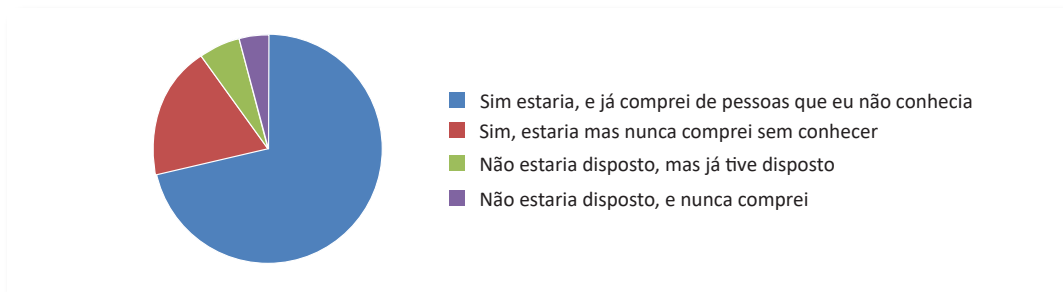 Sim estaria, e já comprei de pessoas que eu não conhecia
Sim, estaria mas nunca comprei sem conhecer
Não estaria disposto, mas já tive disposto
Não estaria disposto, e nunca comprei